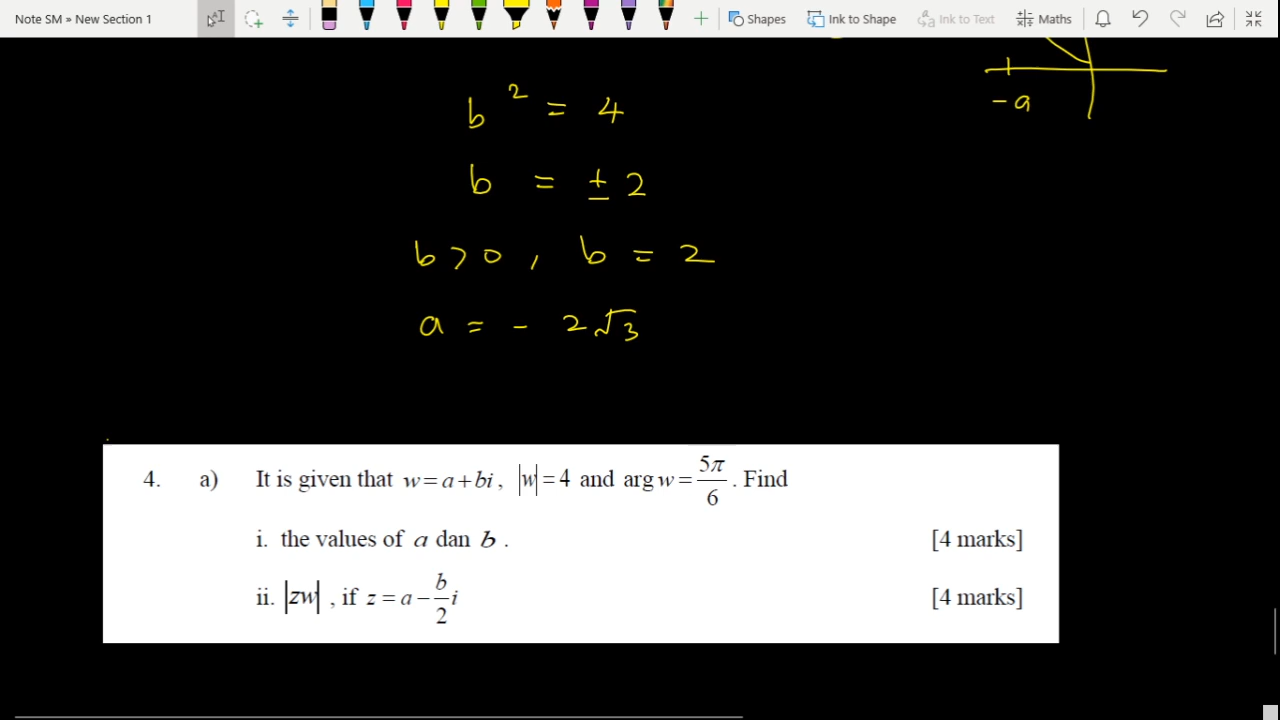 Note SM » New Section 1 Shapes Ink to Shape Ink to Text Maths
-a
b² = 4
b = ± 2
b > 0 , b = 2
a = - 2√3
4. a) It is given that w = a + bi , |w| = 4 and arg w = 5π/6 . Find
i. the values of a dan b . [4 marks]
ii. |zw| , if z = a - b/2 i [4 marks]